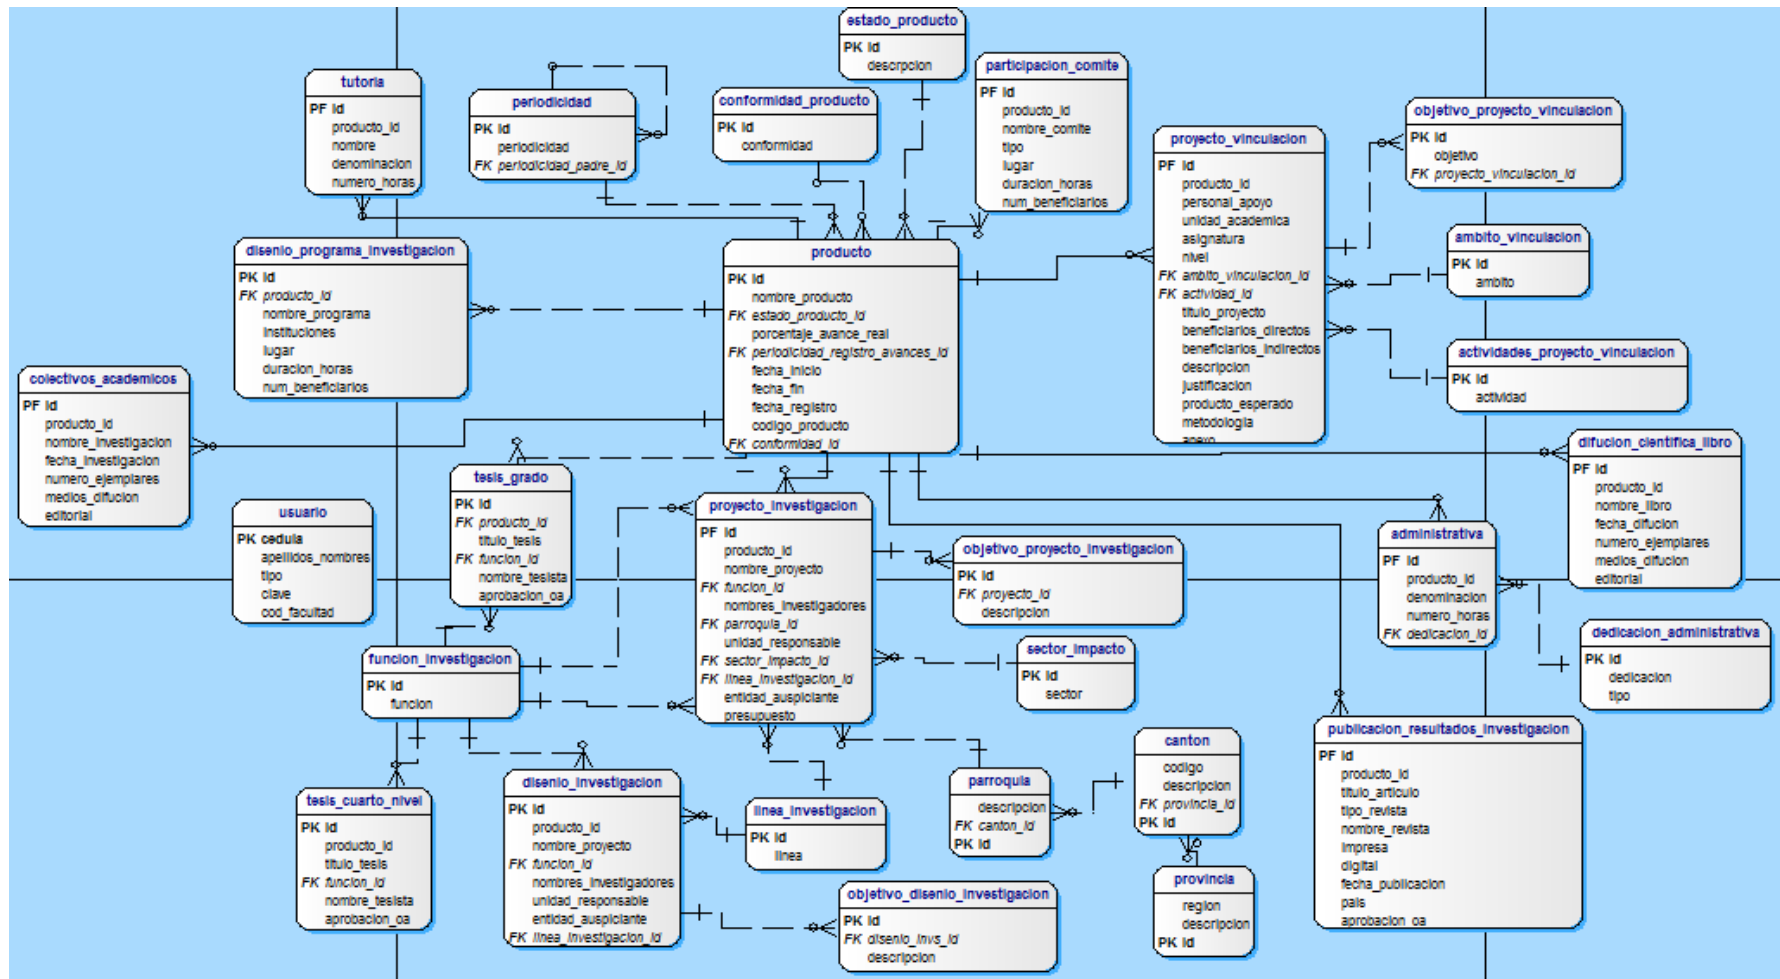 estado_producto
PK id
descrpcion
tutoria
PF id
producto_id
nombre
denominacion
numero_horas
periodicidad
PK id
periodicidad
FK periodicidad_padre_id
conformidad_producto
PK id
conformidad
participacion_comite
PF id
producto_id
nombre_comite
tipo
lugar
duracion_horas
num_beneficiarios
proyecto_vinculacion
PF id
producto_id
personal_apoyo
unidad_academica
asignatura
nivel
FK ambito_vinculacion_id
FK actividad_id
titulo_proyecto
beneficiarios_directos
beneficiarios_indirectos
descripcion
justificacion
producto_esperado
metodologia
anexo
objetivo_proyecto_vinculacion
PK id
objetivo
FK proyecto_vinculacion_id
ambito_vinculacion
PK id
ambito
actividades_proyecto_vinculacion
PK id
actividad
disenio_programa_investigacion
PK id
FK producto_id
nombre_programa
instituciones
lugar
duracion_horas
num_beneficiarios
producto
PK id
nombre_producto
FK estado_producto_id
porcentaje_avance_real
FK periodicidad_registro_avances_id
fecha_inicio
fecha_fin
fecha_registro
codigo_producto
FK conformidad_id
colectivos_academicos
PF id
producto_id
nombre_investigacion
fecha_investigacion
numero_ejemplares
medios_difucion
editorial
usuario
PK cedula
apellidos_nombres
tipo
clave
cod_facultad
tesis_grado
PK id
FK producto_id
titulo_tesis
FK funcion_id
nombre_tesista
aprobacion_oa
proyecto_investigacion
PF id
producto_id
nombre_proyecto
FK funcion_id
nombres_investigadores
FK parroquia_id
unidad_responsable
FK sector_impacto_id
FK linea_investigacion_id
entidad_auspiciante
presupuesto
objetivo_proyecto_investigacion
PK id
FK proyecto_id
descripcion
sector_impacto
PK id
sector
difucion_cientifica_libro
PF id
producto_id
nombre_libro
fecha_difucion
numero_ejemplares
medios_difucion
editorial
administrativa
PF id
producto_id
denominacion
numero_horas
FK dedicacion_id
dedicacion_administrativa
PK id
dedicacion
tipo
funcion_investigacion
PK id
funcion
tesis_cuarto_nivel
PK id
producto_id
titulo_tesis
FK funcion_id
nombre_tesista
aprobacion_oa
disenio_investigacion
PK id
producto_id
nombre_proyecto
FK funcion_id
nombres_investigadores
unidad_responsable
entidad_auspiciante
FK linea_investigacion_id
linea_investigacion
PK id
linea
objetivo_disenio_investigacion
PK id
FK disenio_invs_id
descripcion
parroquia
descripcion
FK canton_id
PK id
canton
codigo
descripcion
FK provincia_id
PK id
provincia
region
descripcion
PK id
publicacion_resultados_investigacion
PF id
producto_id
titulo_articulo
tipo_revista
nombre_revista
impresa
digital
fecha_publicacion
pais
aprobacion_oa